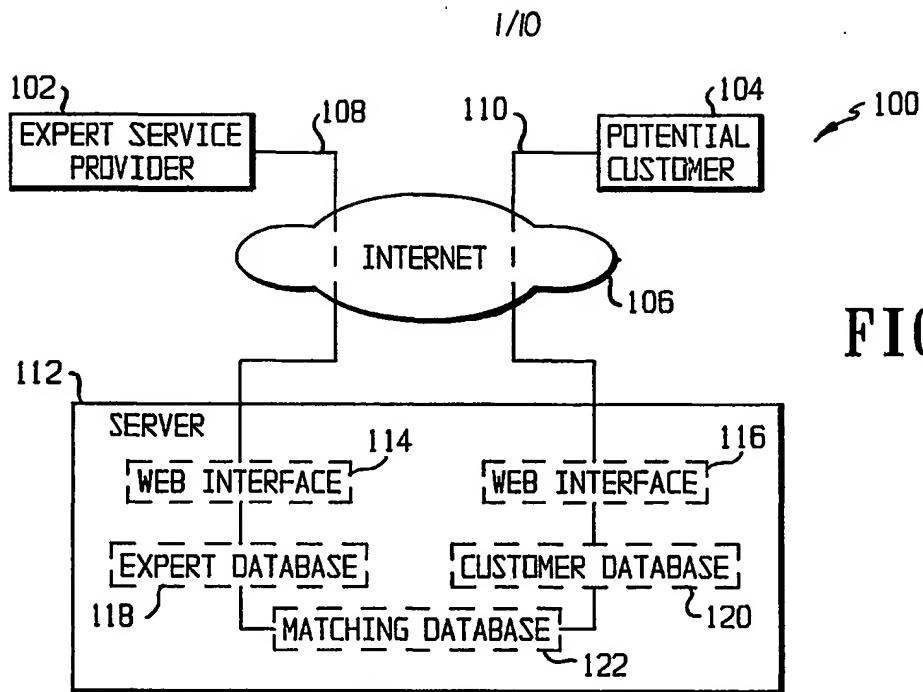 1/10
102
108
110
104
100
EXPERT SERVICE
PROVIDER
POTENTIAL
CUSTOMER
INTERNET
106
FIG
112
SERVER
114
116
WEB INTERFACE
WEB INTERFACE
EXPERT DATABASE
CUSTOMER DATABASE
118
120
MATCHING DATABASE
122